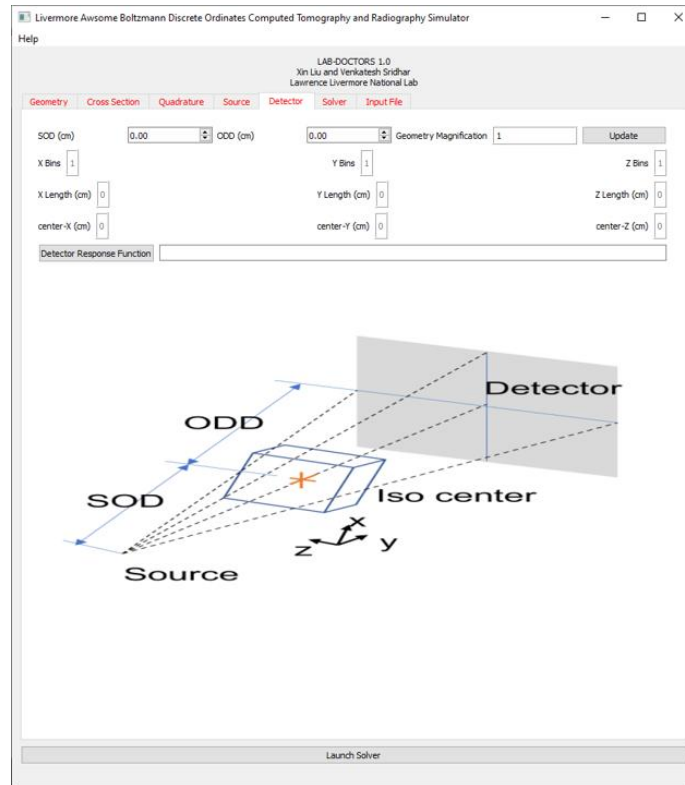 Livermore Awsome Boltzmann Discrete Ordinates Computed Tomography and Radiography Simulator
Help
LAB-DOCTORS 1.0
Xin Liu and Venkatesh Sridhar
Lawrence Livermore National Lab
Geometry Cross Section Quadrature Source Detector Solver Input File
SOD (cm) 0.00 ODD (cm) 0.00 Geometry Magnification 1 Update
X Bins 1 Y Bins 1 Z Bins 1
X Length (cm) 0 Y Length (cm) 0 Z Length (cm) 0
center-X (cm) 0 center-Y (cm) 0 center-Z (cm) 0
Detector Response Function
Detector
ODD
SOD
Iso center
x
z y
Source
Launch Solver